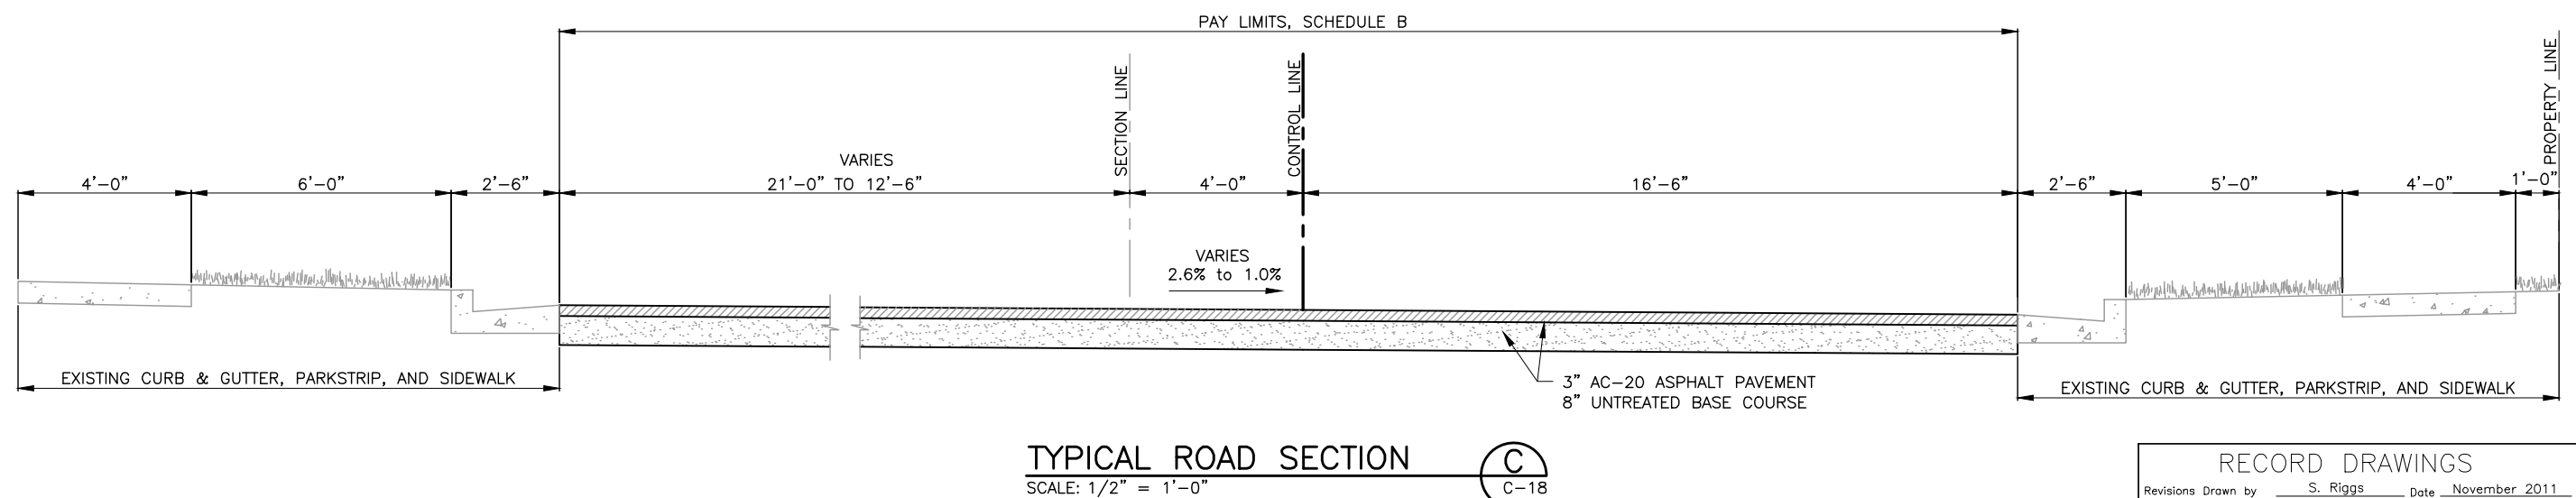 PAY LIMITS, SCHEDULE B
SECTION LINE
CONTROL LINE
PROPERTY LINE
VARIES
4'-0"
6'-0"
2'-6"
21'-0" TO 12'-6"
4'-0"
16'-6"
2'-6"
5'-0"
4'-0"
1'-0"
VARIES
2.6% to 1.0%
EXISTING CURB & GUTTER, PARKSTRIP, AND SIDEWALK
3" AC-20 ASPHALT PAVEMENT
8" UNTREATED BASE COURSE
EXISTING CURB & GUTTER, PARKSTRIP, AND SIDEWALK
TYPICAL ROAD SECTION
C
SCALE: 1/2" = 1'-0"
C-18
RECORD DRAWINGS
Revisions Drawn by S. Riggs Date November 2011